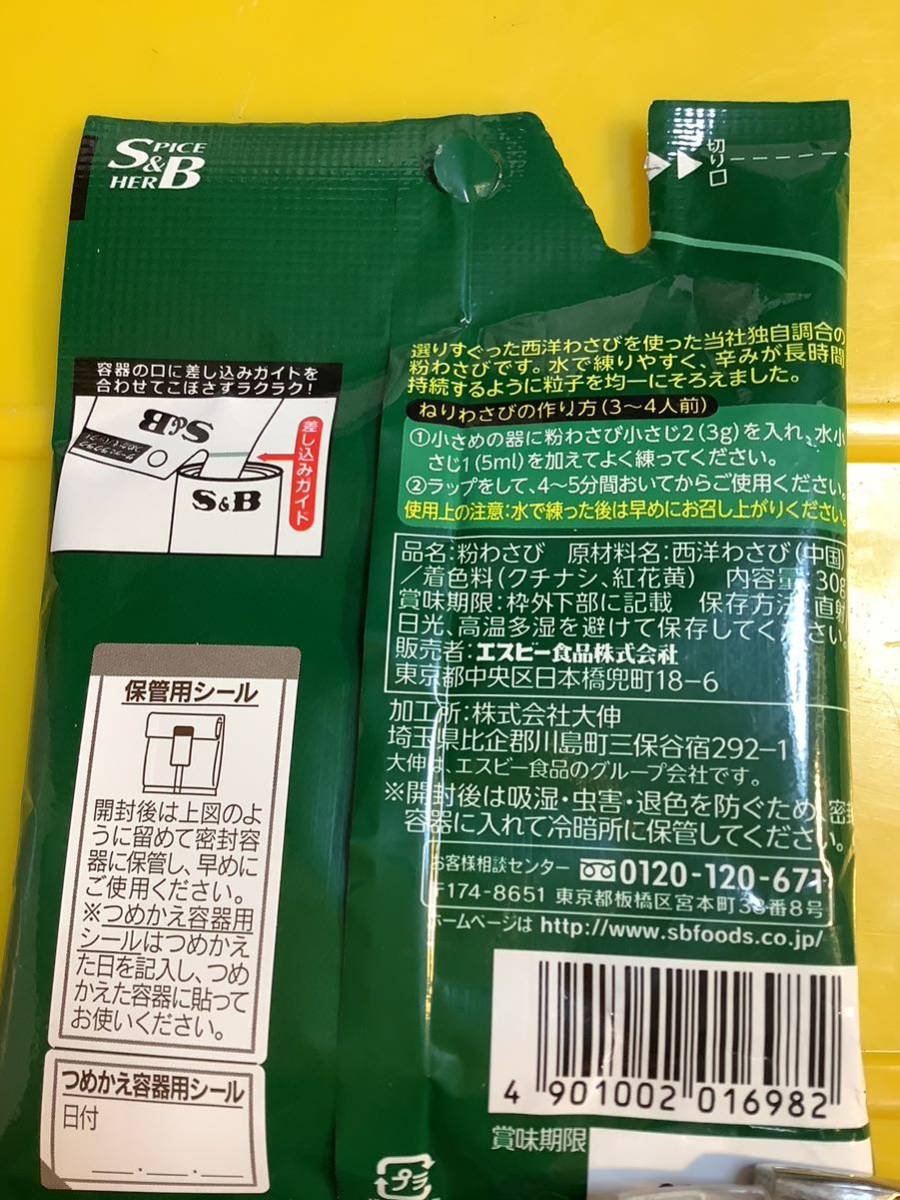 SPICE
&
HERB
切り口
容器の口に差し込みガイドを
合わせてこぼさずラクラク!
S&B
差し込みガイド
S&B
選りすぐった西洋わさびを使った当社独自調合の
粉わさびです。水で練りやすく、辛みが長時間
持続するように粒子を均一にそろえました。
ねりわさびの作り方(3〜4人前)
①小さめの器に粉わさび小さじ2(3g)を入れ、水小
さじ1(5ml)を加えてよく練ってください。
②ラップをして、4〜5分間おいてからご使用ください。
使用上の注意:水で練った後は早めにお召し上がりください。
品名:粉わさび 原材料名:西洋わさび(中国)
/着色料(クチナシ、紅花黄) 内容量:30g
賞味期限:枠外下部に記載 保存方法:直射
日光、高温多湿を避けて保存してください。
販売者:エスビー食品株式会社
東京都中央区日本橋兜町18-6
加工所:株式会社大伸
埼玉県比企郡川島町三保谷宿292-1
大伸は、エスビー食品のグループ会社です。
※開封後は吸湿・虫害・退色を防ぐため、密封
容器に入れて冷暗所に保管してください。
お客様相談センター 0120-120-671
〒174-8651 東京都板橋区宮本町38番8号
ホームページは http://www.sbfoods.co.jp/
保管用シール
開封後は上図のよ
うに留めて密封容
器に保管し、早めに
ご使用ください。
※つめかえ容器用
シールはつめかえ
た日を記入し、つめ
かえた容器に貼って
お使いください。
つめかえ容器用シール
日付
4 901002 016982
賞味期限
プラ